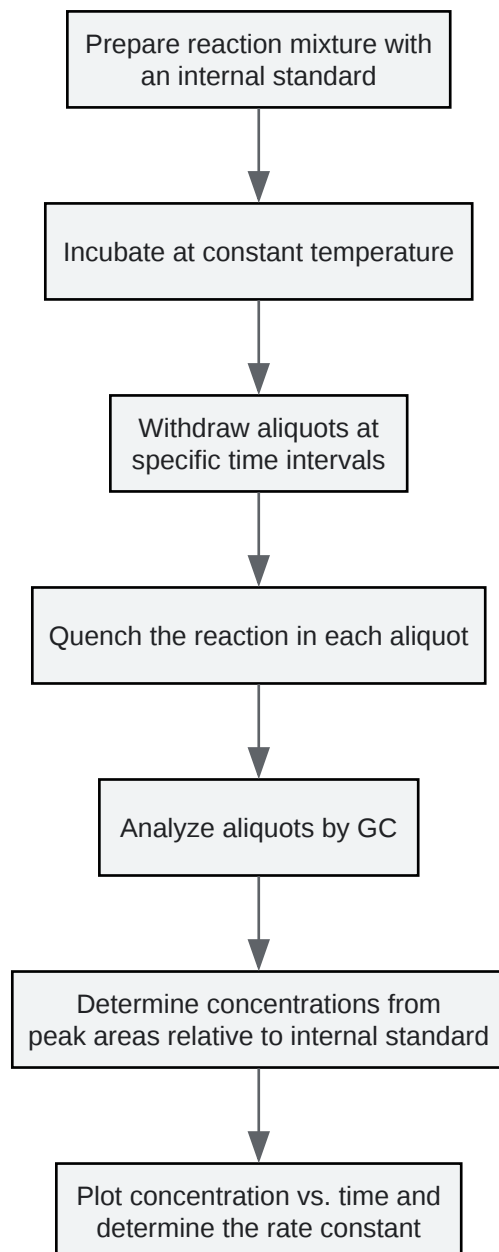 Prepare reaction mixture with
an internal standard
Incubate at constant temperature
Withdraw aliquots at
specific time intervals
Quench the reaction in each aliquot
Analyze aliquots by GC
Determine concentrations from
peak areas relative to internal standard
Plot concentration vs. time and
determine the rate constant